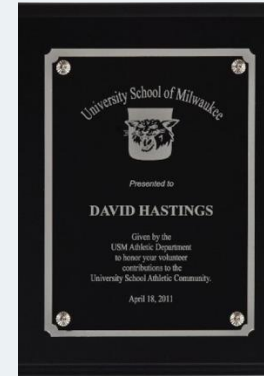 University School of Milwaukee
Presented to
DAVID HASTINGS
Given by the
USM Athletic Department
to honor your volunteer
contributions to the
University School Athletic Community.
April 18, 2011